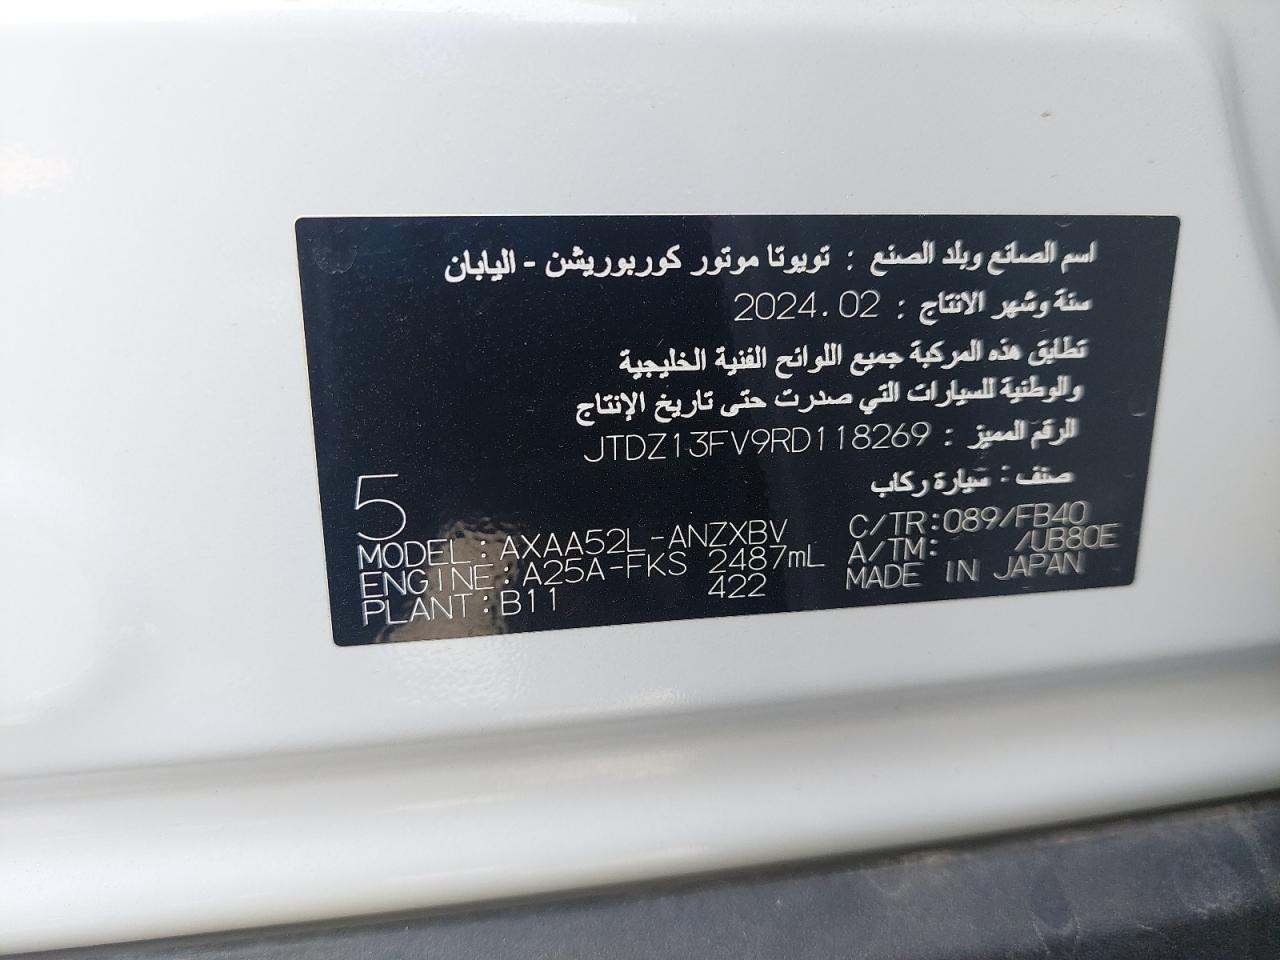 اسم الصانع وبلد الصنع : تويوتا موتور كوربوريشن - اليابان
سنة وشهر الانتاج : 2024.02
تطابق هذه المركبة جميع اللوائح الفنية الخليجية
والوطنية للسيارات التي صدرت حتى تاريخ الإنتاج
الرقم المميز : JTDZ13FV9RD118269
صنف : سيارة ركاب
5
MODEL: AXAA52L-ANZXBV C/TR:089/FB40
ENGINE: A25A-FKS 2487mL A/TM: /UB80E
PLANT: B11 422 MADE IN JAPAN